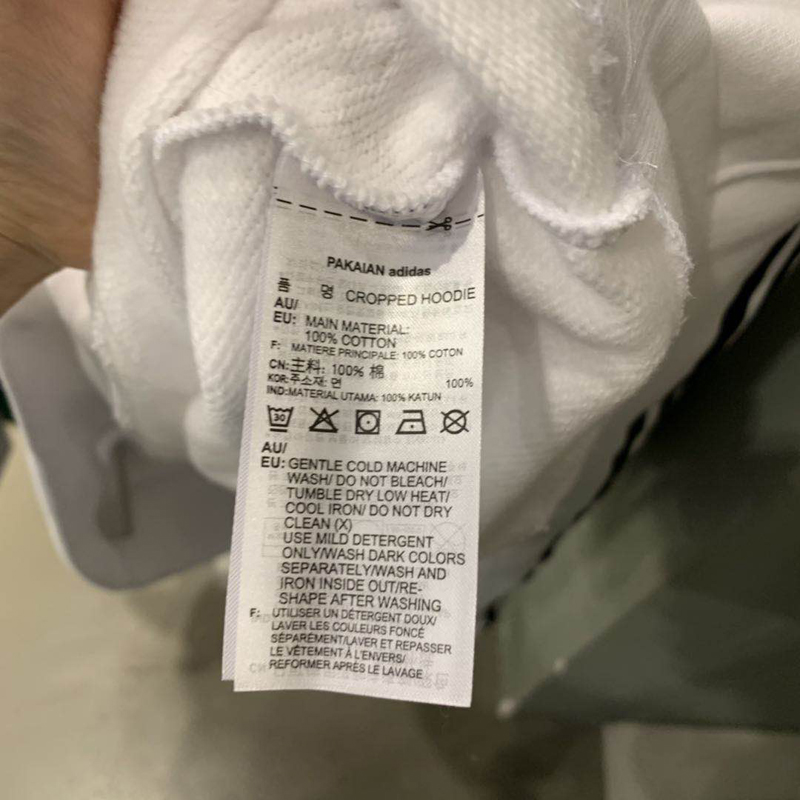 PAKAIAN adidas
품 명 CROPPED HOODIE
AU/
EU: MAIN MATERIAL:
100% COTTON
F: MATIERE PRINCIPALE: 100% COTON
CN:主料: 100% 棉
KOR:주소재: 면 100%
IND:MATERIAL UTAMA: 100% KATUN
30
AU/
EU: GENTLE COLD MACHINE
WASH/ DO NOT BLEACH/
TUMBLE DRY LOW HEAT/
COOL IRON/ DO NOT DRY
CLEAN (X)
USE MILD DETERGENT
ONLY/WASH DARK COLORS
SEPARATELY/WASH AND
IRON INSIDE OUT/RE-
SHAPE AFTER WASHING
F: UTILISER UN DÉTERGENT DOUX/
LAVER LES COULEURS FONCÉ
SÉPARÉMENT/LAVER ET REPASSER
LE VÊTEMENT À L'ENVERS/
REFORMER APRÈS LE LAVAGE